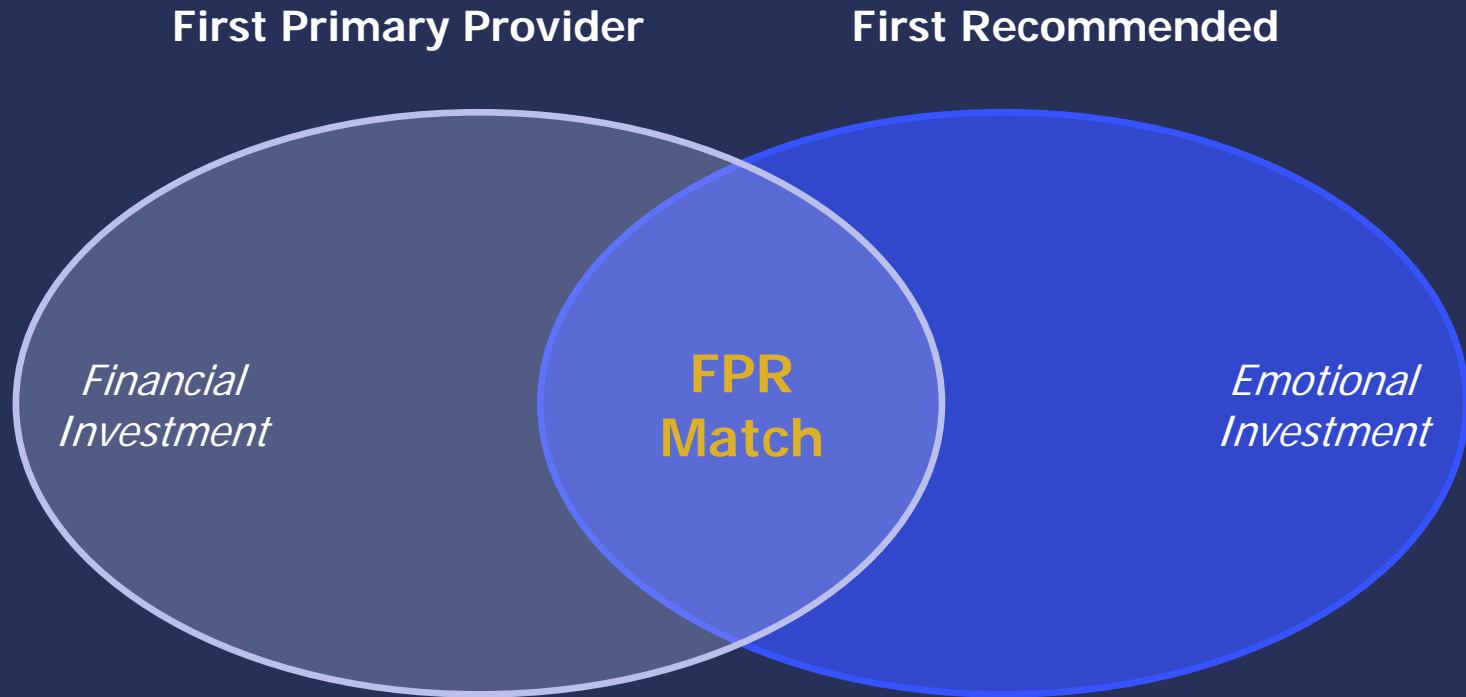 First Primary Provider
First Recommended
Financial
Investment
FPR
Match
Emotional
Investment